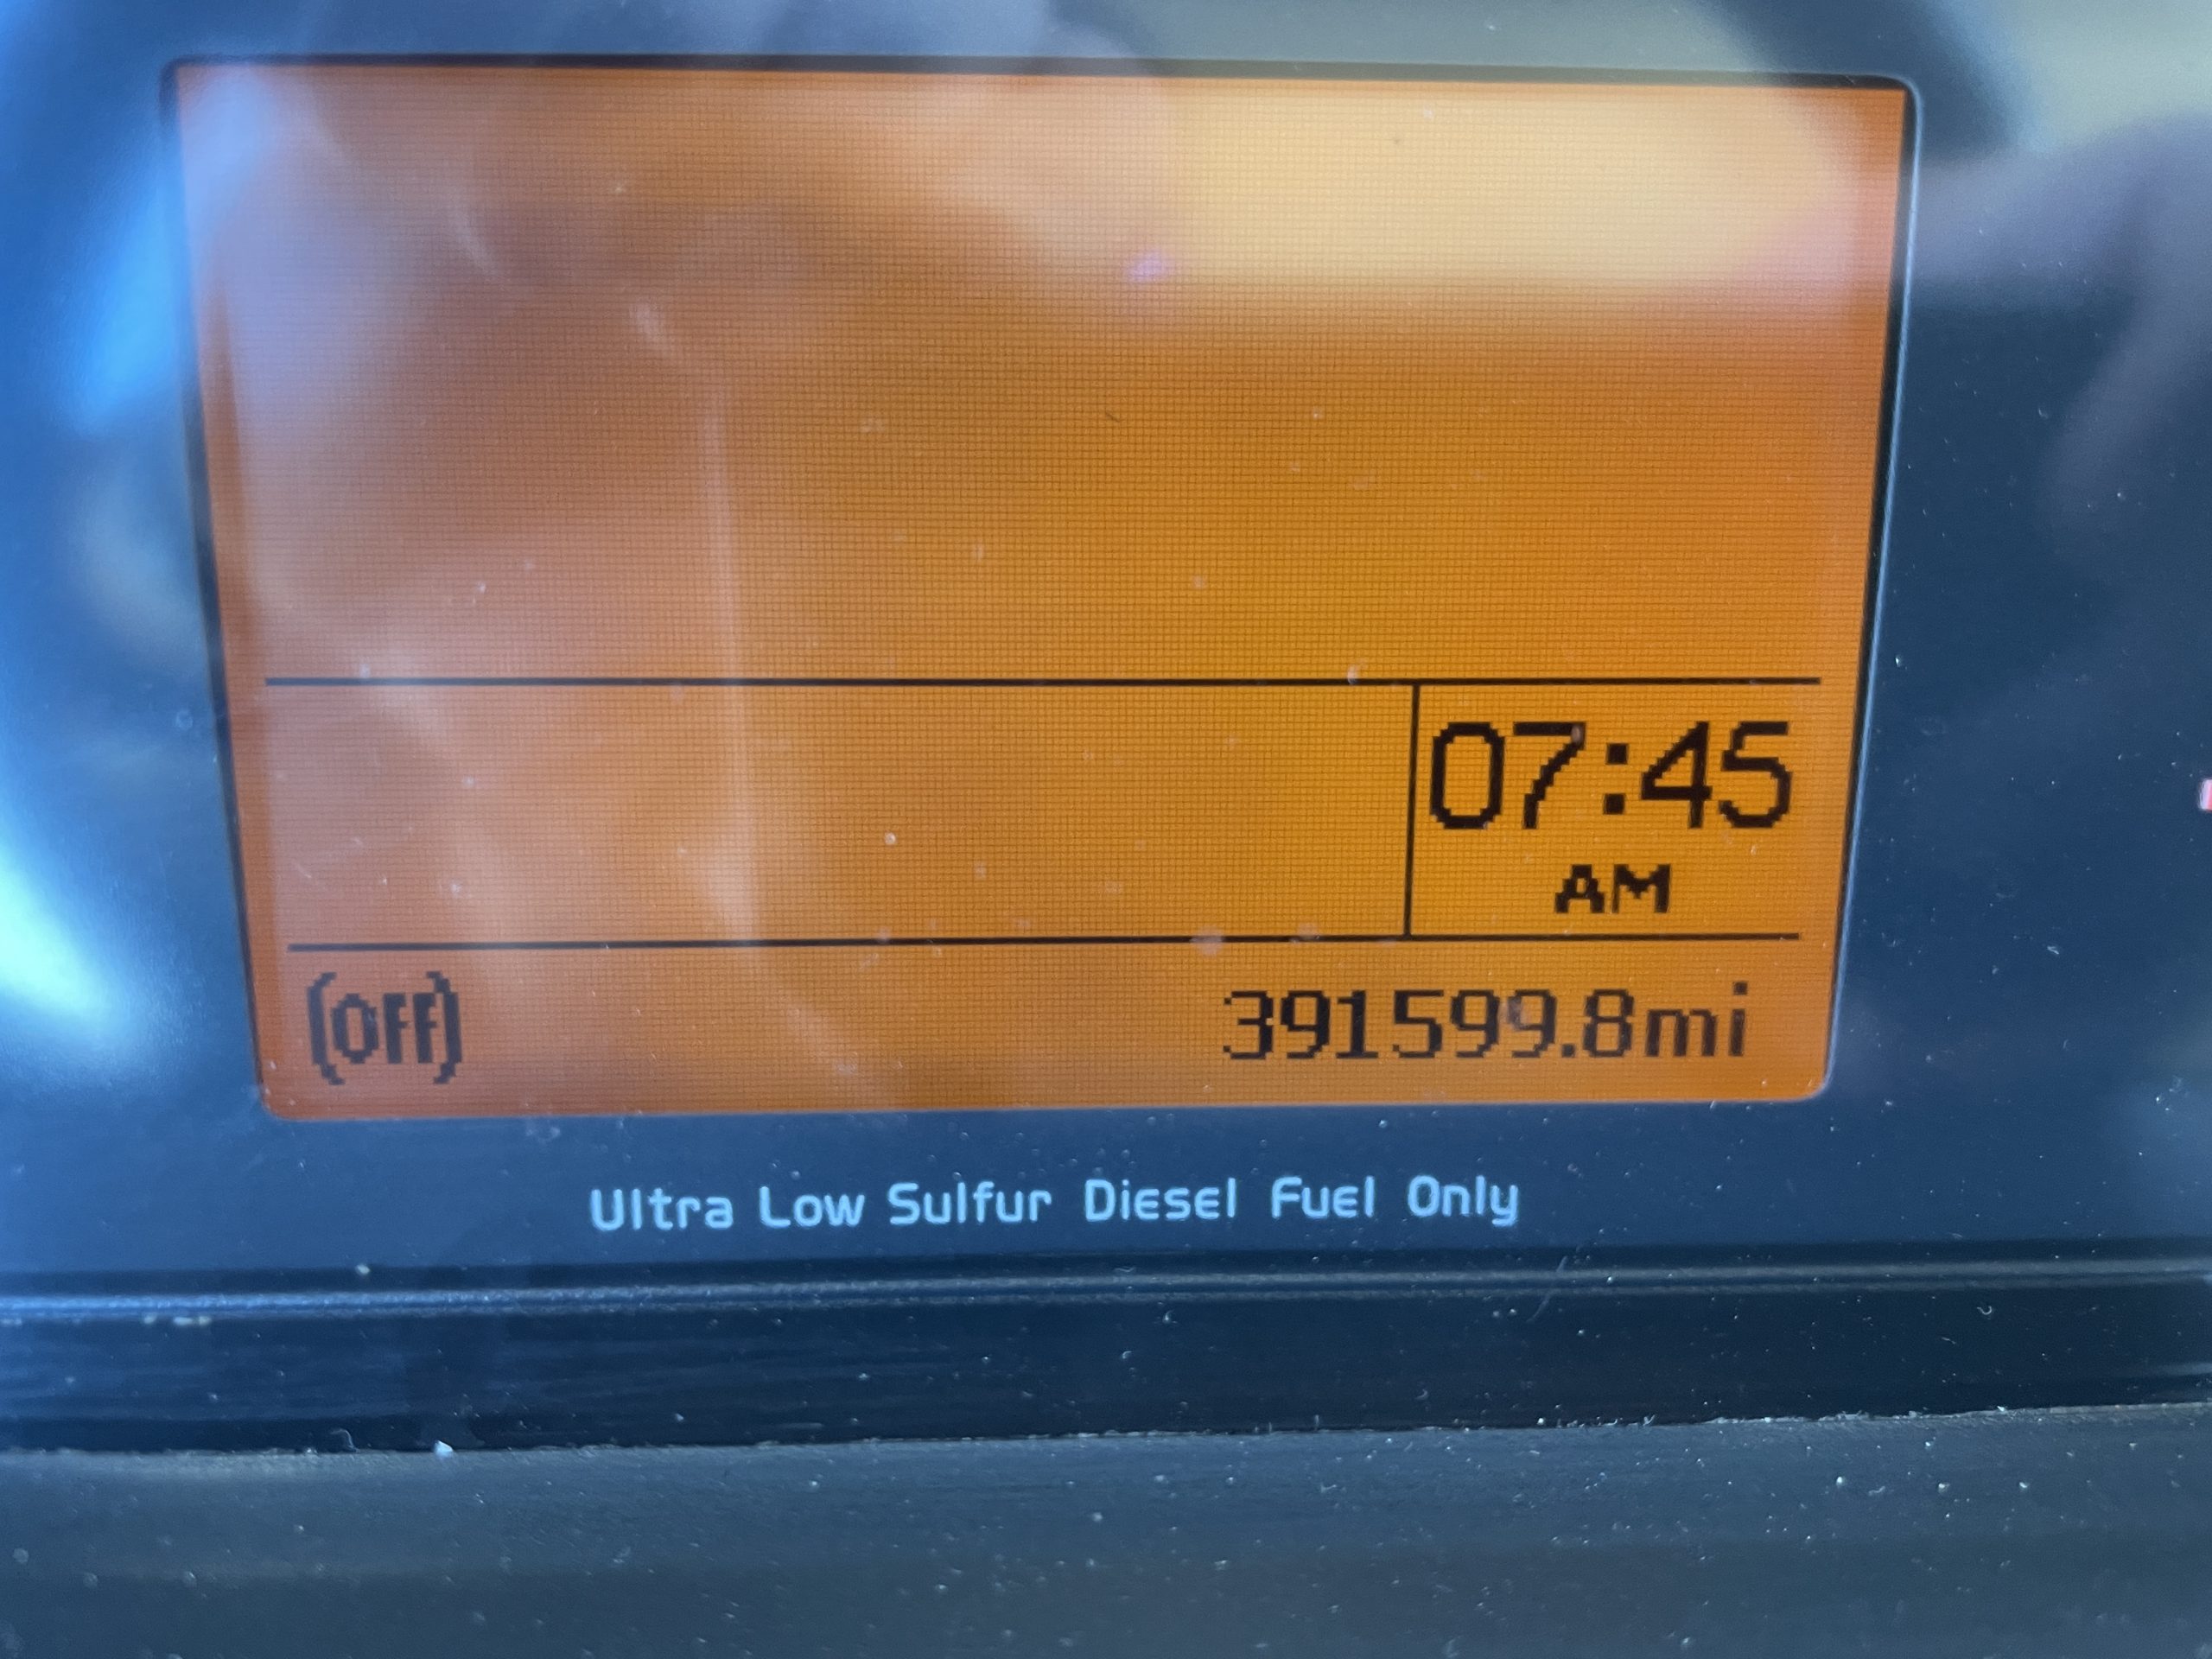 07:45
AM
(OFF) 391599.8mi
Ultra Low Sulfur Diesel Fuel Only